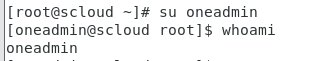 [root@scloud ~]# su oneadmin
[oneadmin@scloud root]$ whoami
oneadmin